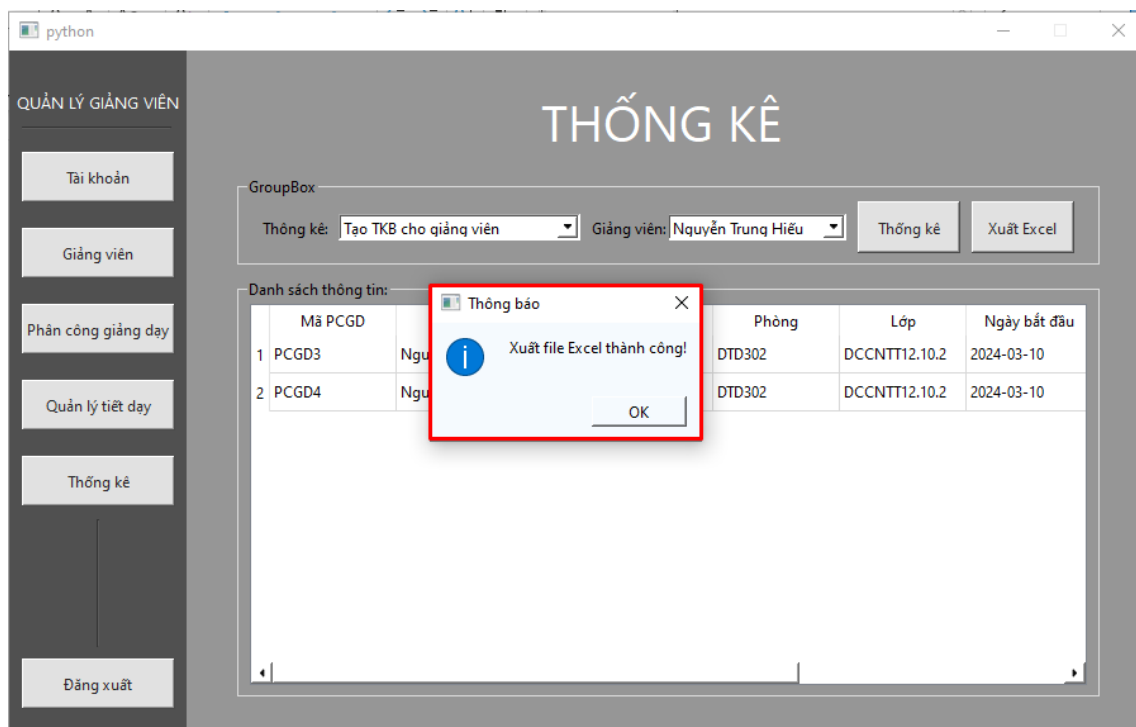 python
QUẢN LÝ GIẢNG VIÊN
Tài khoản
Giảng viên
Phân công giảng dạy
Quản lý tiết dạy
Thống kê
Đăng xuất
THỐNG KÊ
GroupBox
Thông kê: Tạo TKB cho giảng viên Giảng viên: Nguyễn Trung Hiếu Thống kê Xuất Excel
Danh sách thông tin:
Mã PCGD Phòng Lớp Ngày bắt đầu
1 PCGD3 Ngu DTD302 DCCNTT12.10.2 2024-03-10
2 PCGD4 Ngu DTD302 DCCNTT12.10.2 2024-03-10
Thông báo
Xuất file Excel thành công!
OK